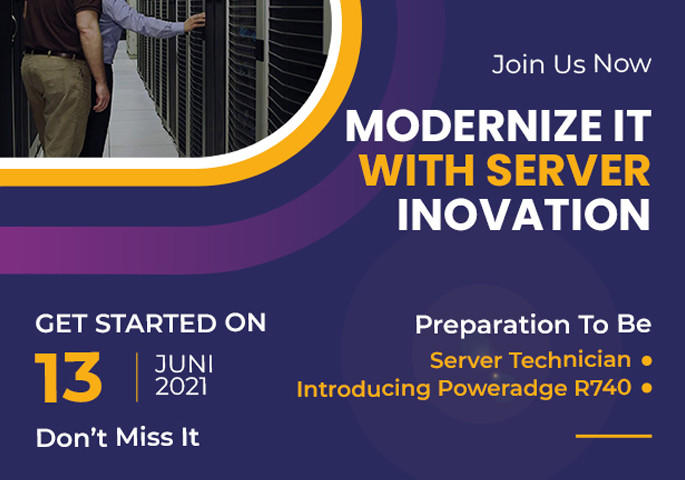 Join Us Now
MODERNIZE IT
WITH SERVER
INOVATION
GET STARTED ON
13
JUNI
2021
Don't Miss It
Preparation To Be
Server Technician
Introducing Poweradge R740